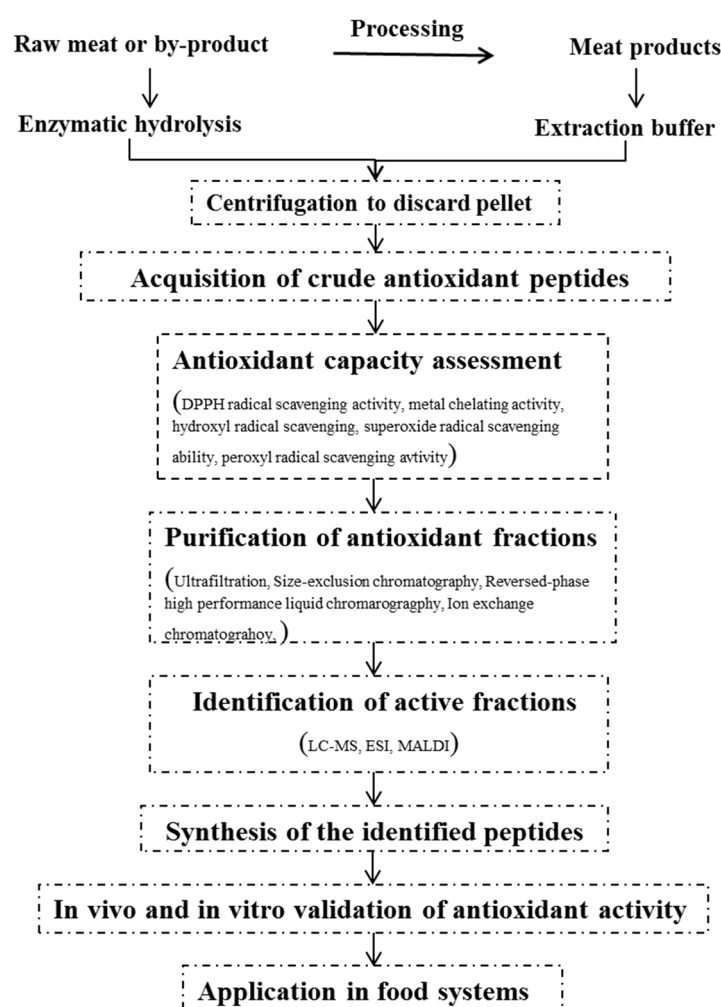 Processing
Raw meat or by-product
Meat products
Enzymatic hydrolysis
Extraction buffer
Centrifugation to discard pellet
Acquisition of crude antioxidant peptides
Antioxidant capacity assessment
(DPPH radical scavenging activity, metal chelating activity,
hydroxyl radical scavenging, superoxide radical scavenging
ability, peroxyl radical scavenging avtivity)
Purification of antioxidant fractions
(Ultrafiltration, Size-exclusion chromatography, Reversed-phase
high performance liquid chromarogragphy, Ion exchange
chromatograhoy, )
Identification of active fractions
(LC-MS, ESI, MALDI)
Synthesis of the identified peptides
In vivo and in vitro validation of antioxidant activity
Application in food systems